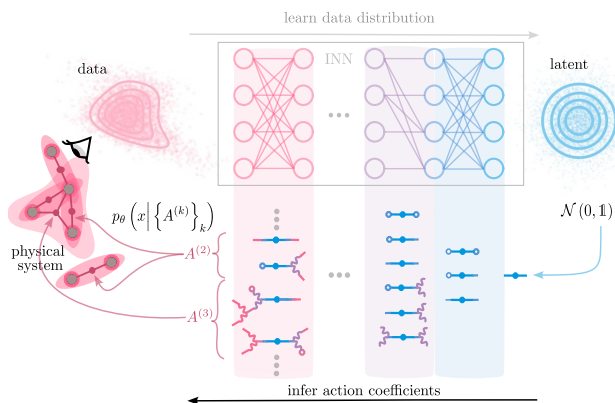 learn data distribution
data
INN
latent
p_θ(x|{A^(k)}_k)
N(0,𝟙)
physical
system
A^(2)
A^(3)
infer action coefficients